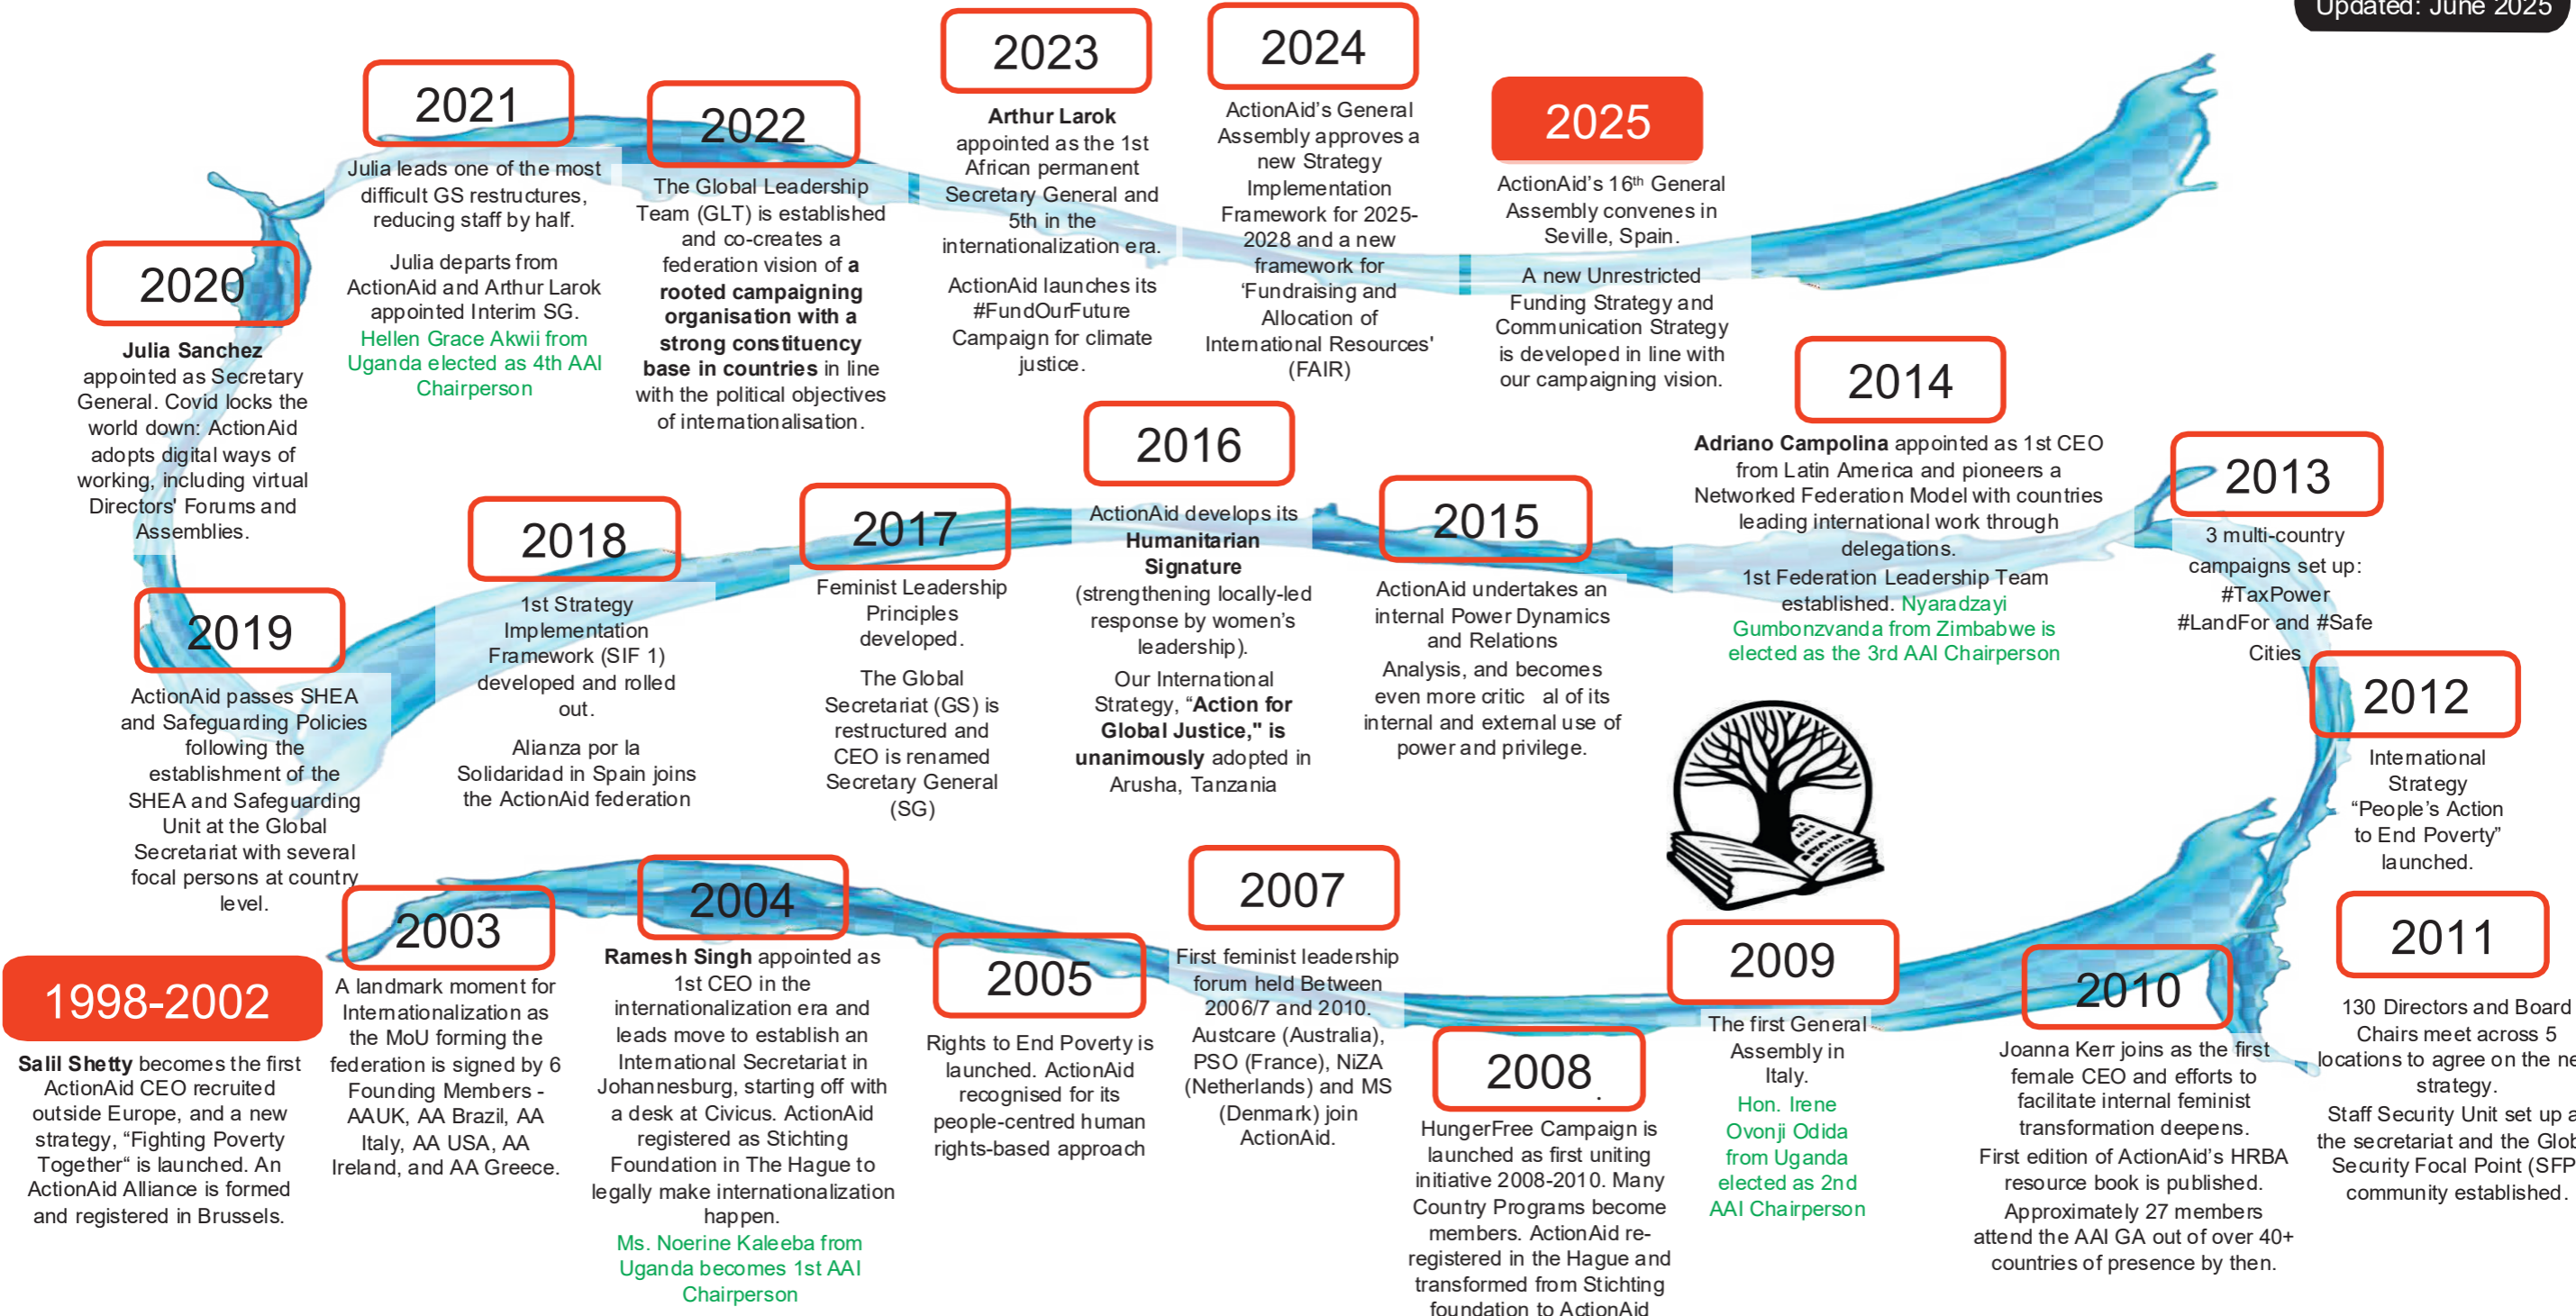 Updated: June 2025
1998-2002
Salil Shetty becomes the first
ActionAid CEO recruited
outside Europe, and a new
strategy, “Fighting Poverty
Together“ is launched. An
ActionAid Alliance is formed
and registered in Brussels.
2003
A landmark moment for
Internationalization as
the MoU forming the
federation is signed by 6
Founding Members -
AAUK, AA Brazil, AA
Italy, AA USA, AA
Ireland, and AA Greece.
2004
Ramesh Singh appointed as
1st CEO in the
internationalization era and
leads move to establish an
International Secretariat in
Johannesburg, starting off with
a desk at Civicus. ActionAid
registered as Stichting
Foundation in The Hague to
legally make internationalization
happen.
Ms. Noerine Kaleeba from
Uganda becomes 1st AAI
Chairperson
2005
Rights to End Poverty is
launched. ActionAid
recognised for its
people-centred human
rights-based approach
2007
First feminist leadership
forum held Between
2006/7 and 2010.
Austcare (Australia),
PSO (France), NiZA
(Netherlands) and MS
(Denmark) join
ActionAid.
2008
.
HungerFree Campaign is
launched as first uniting
initiative 2008-2010. Many
Country Programs become
members. ActionAid re-
registered in the Hague and
transformed from Stichting
foundation to ActionAid
2009
The first General
Assembly in
Italy.
Hon. Irene
Ovonji Odida
from Uganda
elected as 2nd
AAI Chairperson
2010
Joanna Kerr joins as the first
female CEO and efforts to
facilitate internal feminist
transformation deepens.
First edition of ActionAid’s HRBA
resource book is published.
Approximately 27 members
attend the AAI GA out of over 40+
countries of presence by then.
2011
130 Directors and Board
Chairs meet across 5
locations to agree on the
strategy.
Staff Security Unit set up
the secretariat and the
Security Focal Point (SFP
community established.
2012
International
Strategy
“People’s Action
to End Poverty”
launched.
2013
3 multi-country
campaigns set up:
#TaxPower
#LandFor and #Safe
Cities
2014
Adriano Campolina appointed as 1st CEO
from Latin America and pioneers a
Networked Federation Model with countries
leading international work through
delegations.
1st Federation Leadership Team
established. Nyaradzayi
Gumbonzvanda from Zimbabwe is
elected as the 3rd AAI Chairperson
2015
ActionAid undertakes an
internal Power Dynamics
and Relations
Analysis, and becomes
even more critic al of its
internal and external use of
power and privilege.
2016
ActionAid develops its
Humanitarian
Signature
(strengthening locally-led
response by women’s
leadership).
Our International
Strategy, “Action for
Global Justice," is
unanimously adopted in
Arusha, Tanzania
2017
Feminist Leadership
Principles
developed.
The Global
Secretariat (GS) is
restructured and
CEO is renamed
Secretary General
(SG)
2018
1st Strategy
Implementation
Framework (SIF 1)
developed and rolled
out.
Alianza por la
Solidaridad in Spain joins
the ActionAid federation
2019
ActionAid passes SHEA
and Safeguarding Policies
following the
establishment of the
SHEA and Safeguarding
Unit at the Global
Secretariat with several
focal persons at country
level.
2020
Julia Sanchez
appointed as Secretary
General. Covid locks the
world down: ActionAid
adopts digital ways of
working, including virtual
Directors' Forums and
Assemblies.
2021
Julia leads one of the most
difficult GS restructures,
reducing staff by half.
Julia departs from
ActionAid and Arthur Larok
appointed Interim SG.
Hellen Grace Akwii from
Uganda elected as 4th AAI
Chairperson
2022
The Global Leadership
Team (GLT) is established
and co-creates a
federation vision of a
rooted campaigning
organisation with a
strong constituency
base in countries in line
with the political objectives
of internationalisation.
2023
Arthur Larok
appointed as the 1st
African permanent
Secretary General and
5th in the
internationalization era.
ActionAid launches its
#FundOurFuture
Campaign for climate
justice.
2024
ActionAid’s General
Assembly approves a
new Strategy
Implementation
Framework for 2025-
2028 and a new
framework for
‘Fundraising and
Allocation of
International Resources'
(FAIR)
2025
ActionAid’s 16th General
Assembly convenes in
Seville, Spain.
A new Unrestricted
Funding Strategy and
Communication Strategy
is developed in line with
our campaigning vision.